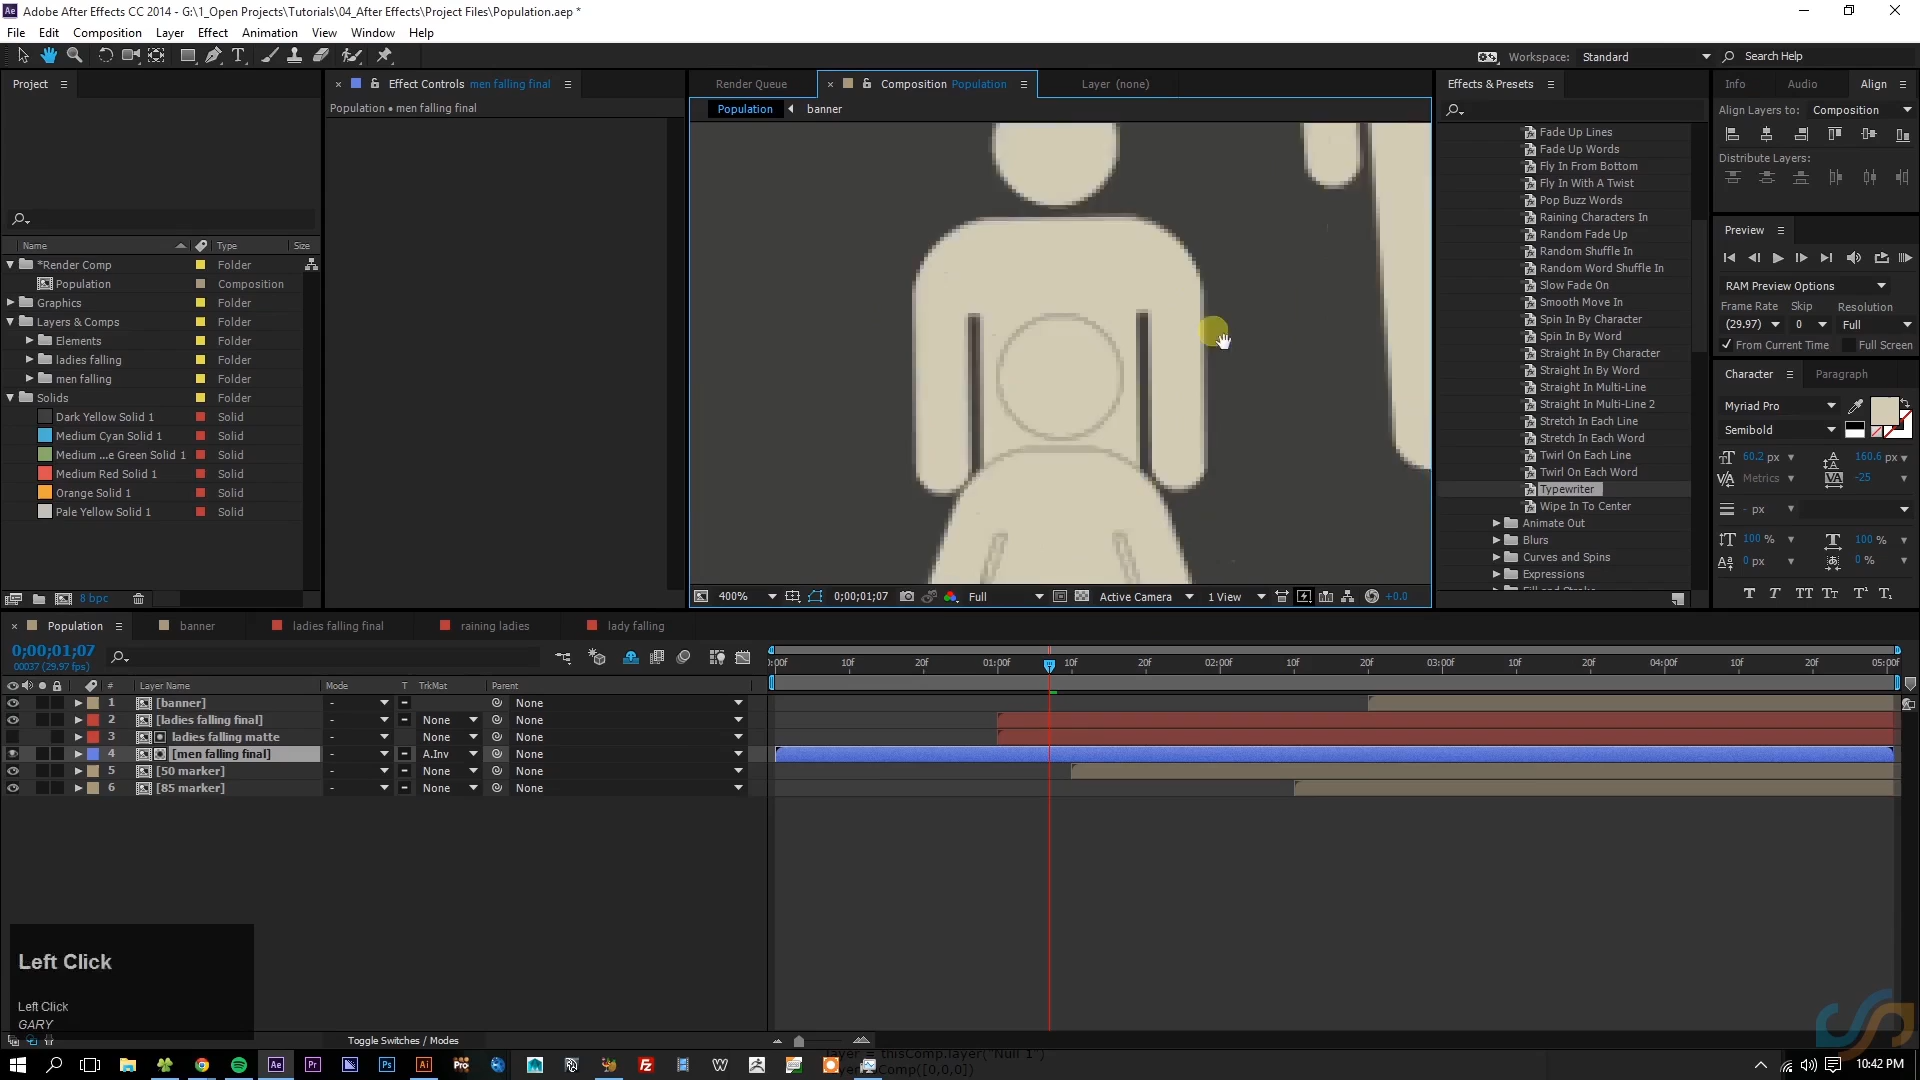 Adobe After Effects CC 2014 - G:\1_Open Projects\Tutorials\04_After Effects\Project Files\Population.aep *
File Edit Composition Layer Effect Animation View Window Help
Workspace: Standard Search Help
Project
Effect Controls men falling final
Render Queue
Composition Population
Layer (none)
Effects & Presets
Info Audio Align
Population • men falling final
Population banner
Align Layers to: Composition
Distribute Layers:
Fade Up Lines
Fade Up Words
Fly In From Bottom
Fly In With A Twist
Pop Buzz Words
Raining Characters In
Random Fade Up
Random Shuffle In
Random Word Shuffle In
Slow Fade On
Smooth Move In
Spin In By Character
Spin In By Word
Straight In By Character
Straight In By Word
Straight In Multi-Line
Straight In Multi-Line 2
Stretch In Each Line
Stretch In Each Word
Twirl On Each Line
Twirl On Each Word
Typewriter
Wipe In To Center
Animate Out
Blurs
Curves and Spins
Expressions
Name Type Size
*Render Comp Folder
Population Composition
Graphics Folder
Layers & Comps Folder
Elements Folder
ladies falling Folder
men falling Folder
Solids Folder
Dark Yellow Solid 1 Solid
Medium Cyan Solid 1 Solid
Medium ...e Green Solid 1 Solid
Medium Red Solid 1 Solid
Orange Solid 1 Solid
Pale Yellow Solid 1 Solid
8 bpc
Preview
RAM Preview Options
Frame Rate Skip Resolution
(29.97) 0 Full
From Current Time Full Screen
Character Paragraph
Myriad Pro
Semibold
60.2 px 160.6 px
Metrics -25
- px
100 % 100 %
0 px 0 %
400% 0;00;01;07 Full Active Camera 1 View +0.0
Population banner ladies falling final raining ladies lady falling
0;00;01;07
00037 (29.97 fps)
# Layer Name Mode T TrkMat Parent
1 [banner] - None
2 [ladies falling final] - None None
3 ladies falling matte - None None
4 [men falling final] - A.Inv None
5 [50 marker] - None None
6 [85 marker] - None None
:00f 10f 20f 01:00f 10f 20f 02:00f 10f 20f 03:00f 10f 20f 04:00f 10f 20f 05:00f
Left Click
Left Click
GARY
Toggle Switches / Modes
10:42 PM